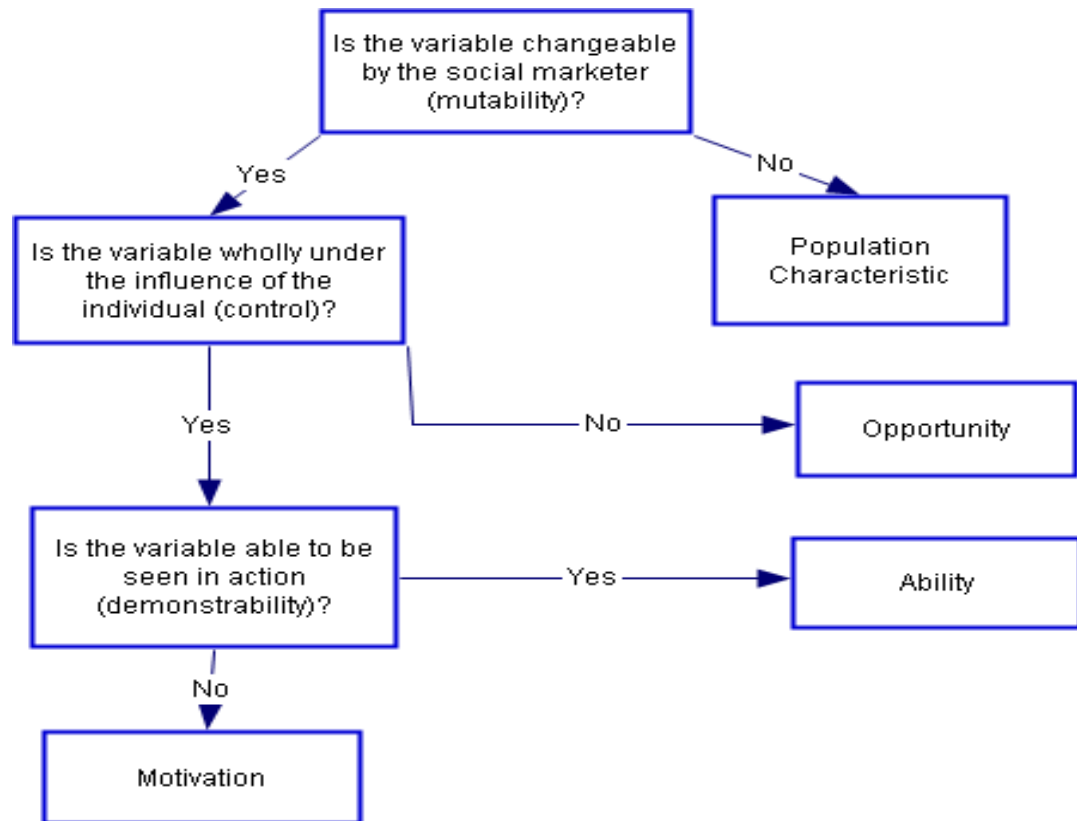 Is the variable changeable
by the social marketer
(mutability)?
Yes
No
Is the variable wholly under
the influence of the
individual (control)?
Population
Characteristic
Yes
No
Opportunity
Is the variable able to be
seen in action
(demonstrability)?
Yes
Ability
No
Motivation